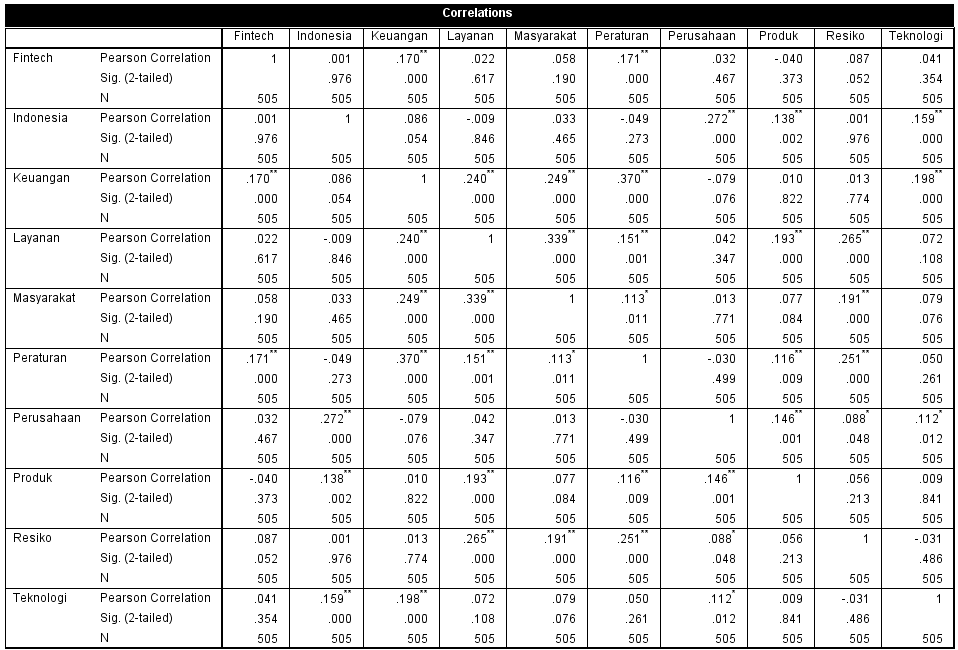 Correlations
Fintech Indonesia Keuangan Layanan Masyarakat Peraturan Perusahaan Produk Resiko Teknologi
Fintech Pearson Correlation 1 .001 .170** .022 .058 .171** .032 -.040 .087 .041
Sig. (2-tailed) .976 .000 .617 .190 .000 .467 .373 .052 .354
N 505 505 505 505 505 505 505 505 505 505
Indonesia Pearson Correlation .001 1 .086 -.009 .033 -.049 .272** .138** .001 .159**
Sig. (2-tailed) .976 .054 .846 .465 .273 .000 .002 .976 .000
N 505 505 505 505 505 505 505 505 505 505
Keuangan Pearson Correlation .170** .086 1 .240** .249** .370** -.079 .010 .013 .198**
Sig. (2-tailed) .000 .054 .000 .000 .000 .076 .822 .774 .000
N 505 505 505 505 505 505 505 505 505 505
Layanan Pearson Correlation .022 -.009 .240** 1 .339** .151** .042 .193** .265** .072
Sig. (2-tailed) .617 .846 .000 .000 .001 .347 .000 .000 .108
N 505 505 505 505 505 505 505 505 505 505
Masyarakat Pearson Correlation .058 .033 .249** .339** 1 .113* .013 .077 .191** .079
Sig. (2-tailed) .190 .465 .000 .000 .011 .771 .084 .000 .076
N 505 505 505 505 505 505 505 505 505 505
Peraturan Pearson Correlation .171** -.049 .370** .151** .113* 1 -.030 .116** .251** .050
Sig. (2-tailed) .000 .273 .000 .001 .011 .499 .009 .000 .261
N 505 505 505 505 505 505 505 505 505 505
Perusahaan Pearson Correlation .032 .272** -.079 .042 .013 -.030 1 .146** .088* .112*
Sig. (2-tailed) .467 .000 .076 .347 .771 .499 .001 .048 .012
N 505 505 505 505 505 505 505 505 505 505
Produk Pearson Correlation -.040 .138** .010 .193** .077 .116** .146** 1 .056 .009
Sig. (2-tailed) .373 .002 .822 .000 .084 .009 .001 .213 .841
N 505 505 505 505 505 505 505 505 505 505
Resiko Pearson Correlation .087 .001 .013 .265** .191** .251** .088* .056 1 -.031
Sig. (2-tailed) .052 .976 .774 .000 .000 .000 .048 .213 .486
N 505 505 505 505 505 505 505 505 505 505
Teknologi Pearson Correlation .041 .159** .198** .072 .079 .050 .112* .009 -.031 1
Sig. (2-tailed) .354 .000 .000 .108 .076 .261 .012 .841 .486
N 505 505 505 505 505 505 505 505 505 505